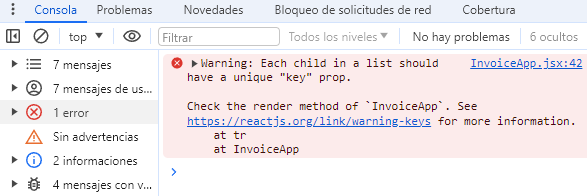 Consola Problemas Novedades Bloqueo de solicitudes de red Cobertura
top Filtrar Todos los niveles No hay problemas 6 ocultos
7 mensajes
7 mensajes de us...
1 error
Sin advertencias
2 informaciones
4 mensajes con v...
Warning: Each child in a list should InvoiceApp.jsx:42
have a unique "key" prop.
Check the render method of `InvoiceApp`. See
https://reactjs.org/link/warning-keys for more information.
at tr
at InvoiceApp